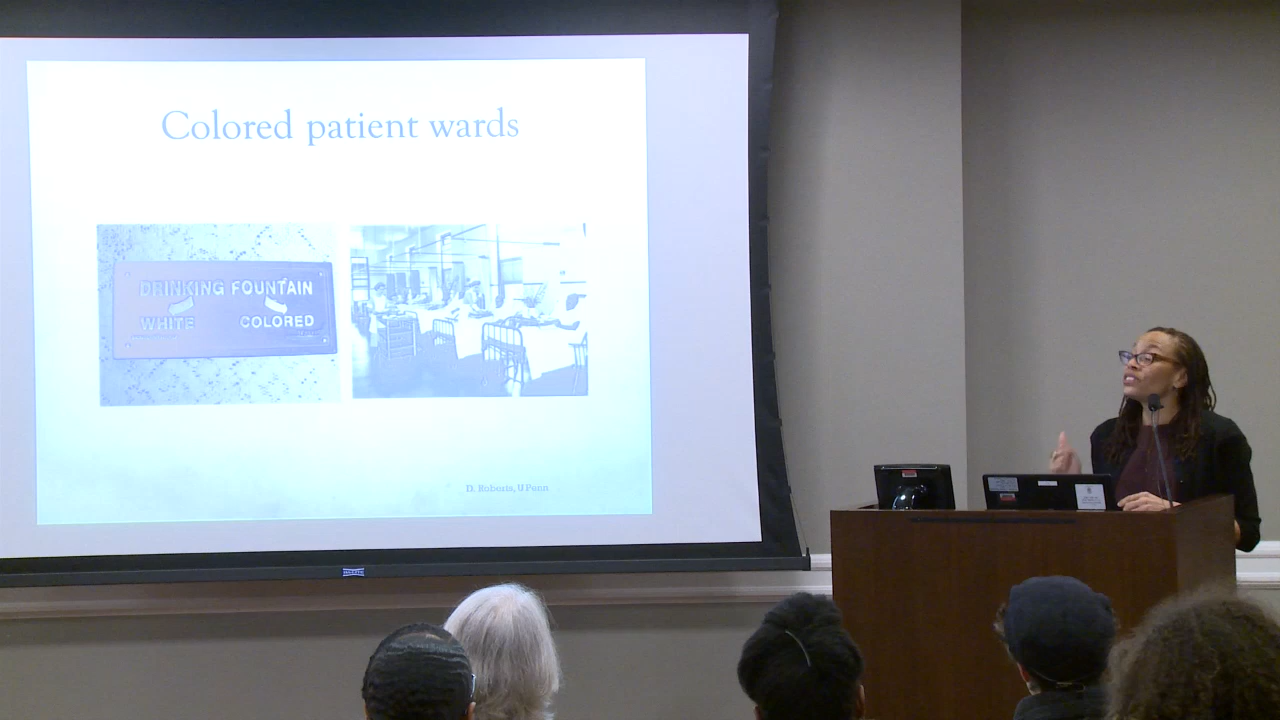 Colored patient wards
DRINKING FOUNTAIN
WHITE COLORED
D. Roberts, U Penn